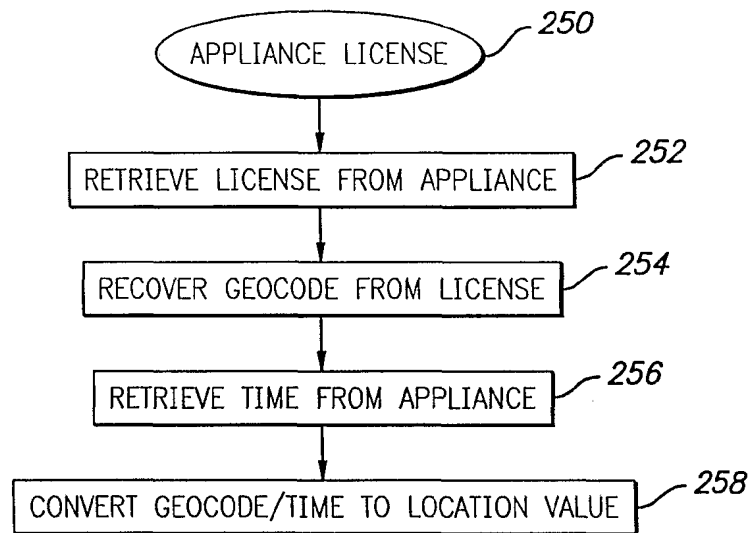 APPLIANCE LICENSE
250
RETRIEVE LICENSE FROM APPLIANCE
252
RECOVER GEOCODE FROM LICENSE
254
RETRIEVE TIME FROM APPLIANCE
256
CONVERT GEOCODE/TIME TO LOCATION VALUE
258